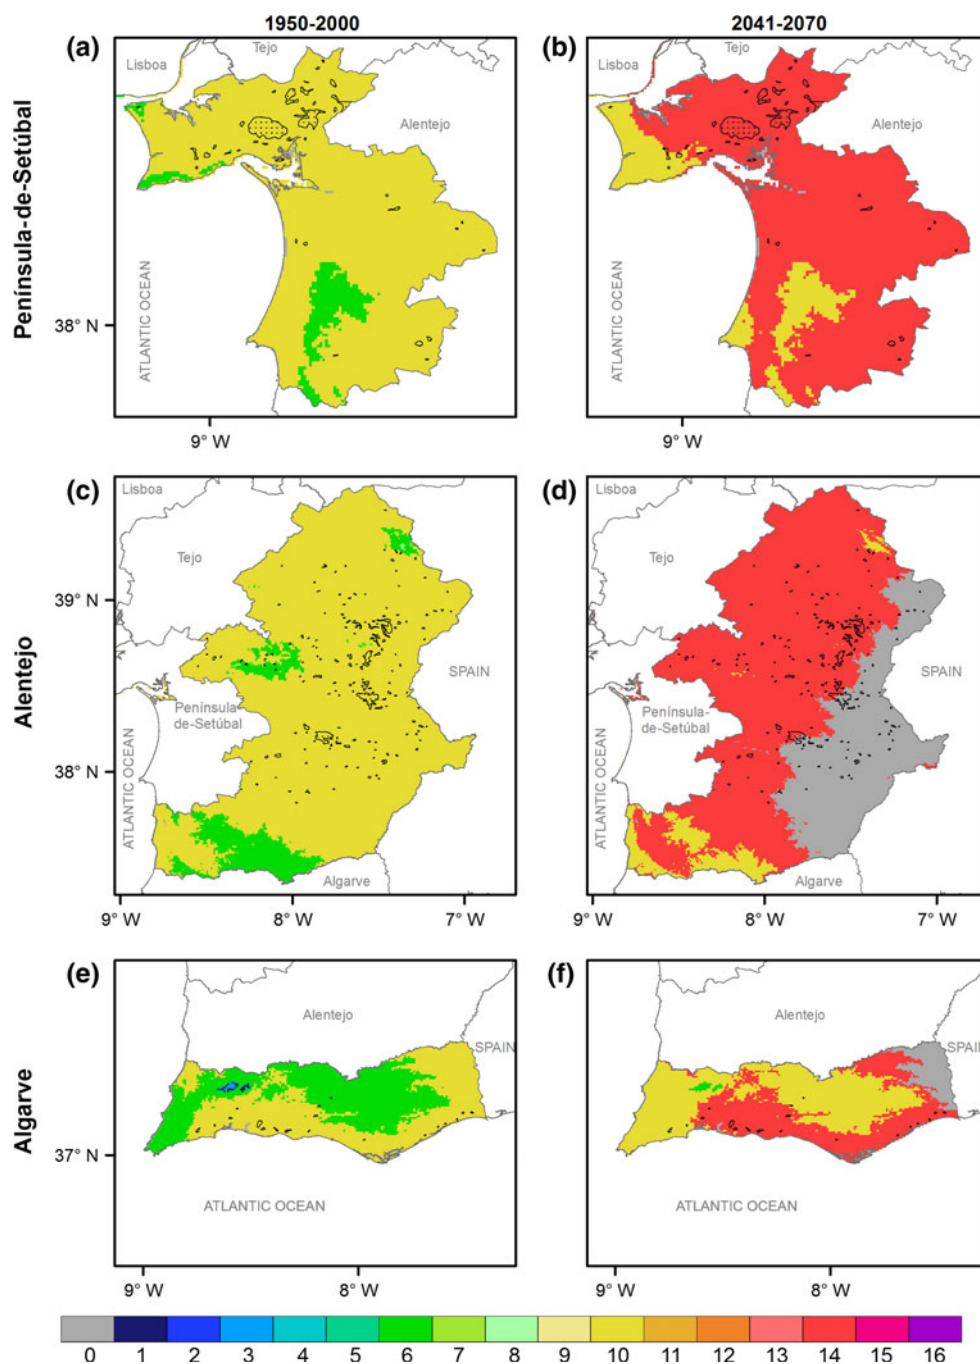 1950-2000
2041-2070
(a)
Tejo
Lisboa
Alentejo
Península-de-Setúbal
ATLANTIC OCEAN
38° N
9° W
(b)
Tejo
Lisboa
Alentejo
ATLANTIC OCEAN
9° W
(c)
Lisboa
Tejo
39° N
SPAIN
Alentejo
Península-
de-Setúbal
38° N
ATLANTIC OCEAN
Algarve
9° W
8° W
7° W
(d)
Lisboa
Tejo
SPAIN
Península-
de-Setúbal
ATLANTIC OCEAN
Algarve
9° W
8° W
7° W
(e)
Alentejo
SPAIN
Algarve
37° N
ATLANTIC OCEAN
9° W
8° W
(f)
Alentejo
SPAIN
ATLANTIC OCEAN
9° W
8° W
0 1 2 3 4 5 6 7 8 9 10 11 12 13 14 15 16